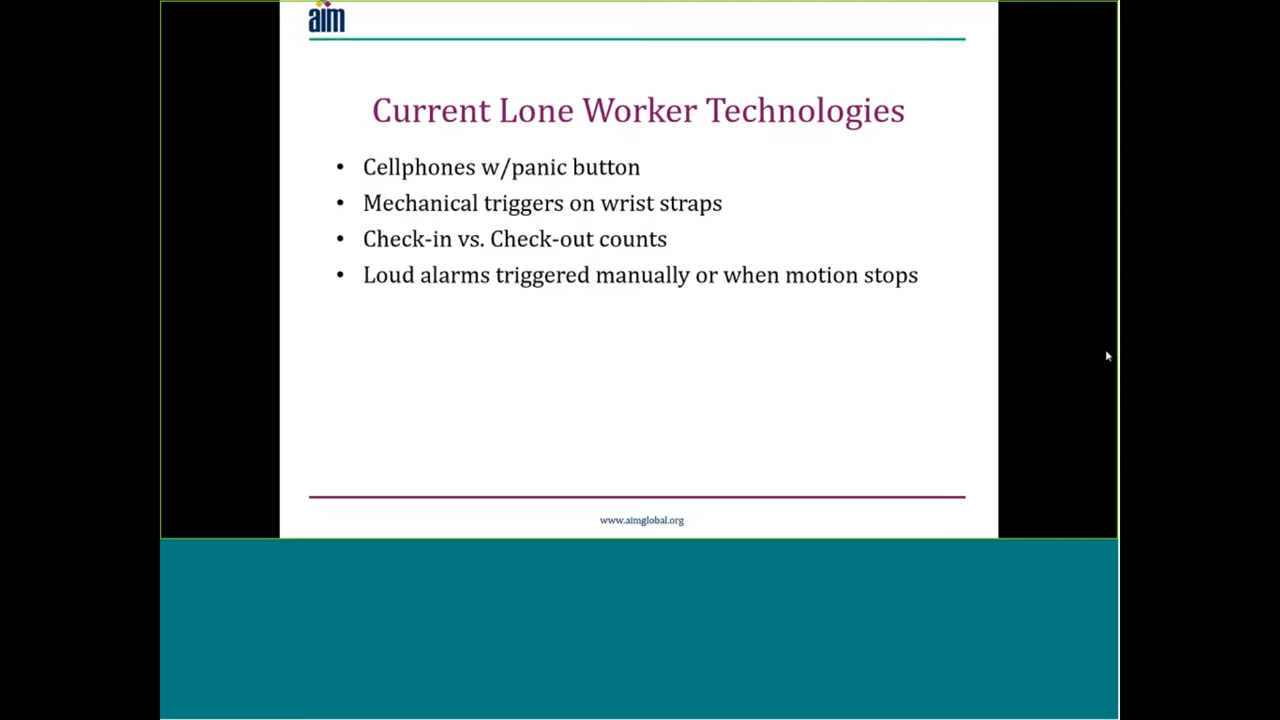 aim
Current Lone Worker Technologies
• Cellphones w/panic button
• Mechanical triggers on wrist straps
• Check-in vs. Check-out counts
• Loud alarms triggered manually or when motion stops
www.aimglobal.org